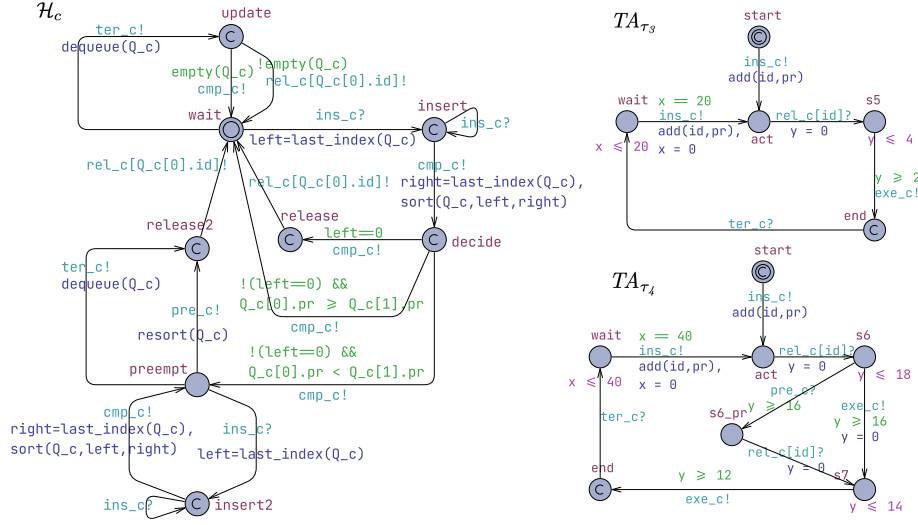 ℋ_c
update
ter_c!
dequeue(Q_c)
empty(Q_c)
cmp_c!
!empty(Q_c)
rel_c[Q_c[0].id]!
wait
ins_c?
left=last_index(Q_c)
insert
ins_c?
cmp_c!
right=last_index(Q_c),
sort(Q_c,left,right)
rel_c[Q_c[0].id]!
rel_c[Q_c[0].id]!
release2
release
left==0
cmp_c!
decide
ter_c!
dequeue(Q_c)
!(left==0) &&
Q_c[0].pr ≥ Q_c[1].pr
cmp_c!
pre_c!
resort(Q_c)
!(left==0) &&
Q_c[0].pr < Q_c[1].pr
cmp_c!
preempt
cmp_c!
right=last_index(Q_c),
sort(Q_c,left,right)
ins_c?
left=last_index(Q_c)
ins_c?
insert2
TA_τ₃
start
ins_c!
add(id,pr)
wait
x == 20
ins_c!
add(id,pr),
x = 0
x ≤ 20
act
rel_c[id]?
y = 0
s5
y ≤ 4
y ≥ 2
exe_c!
end
ter_c?
TA_τ₄
start
ins_c!
add(id,pr)
wait
x == 40
ins_c!
add(id,pr),
x = 0
x ≤ 40
act
rel_c[id]?
y = 0
s6
y ≤ 18
pre_c?
y ≥ 16
exe_c!
y ≥ 16
y = 0
s6_pr
rel_c[id]?
y = 0
s7
y ≤ 14
y ≥ 12
exe_c!
end
ter_c?